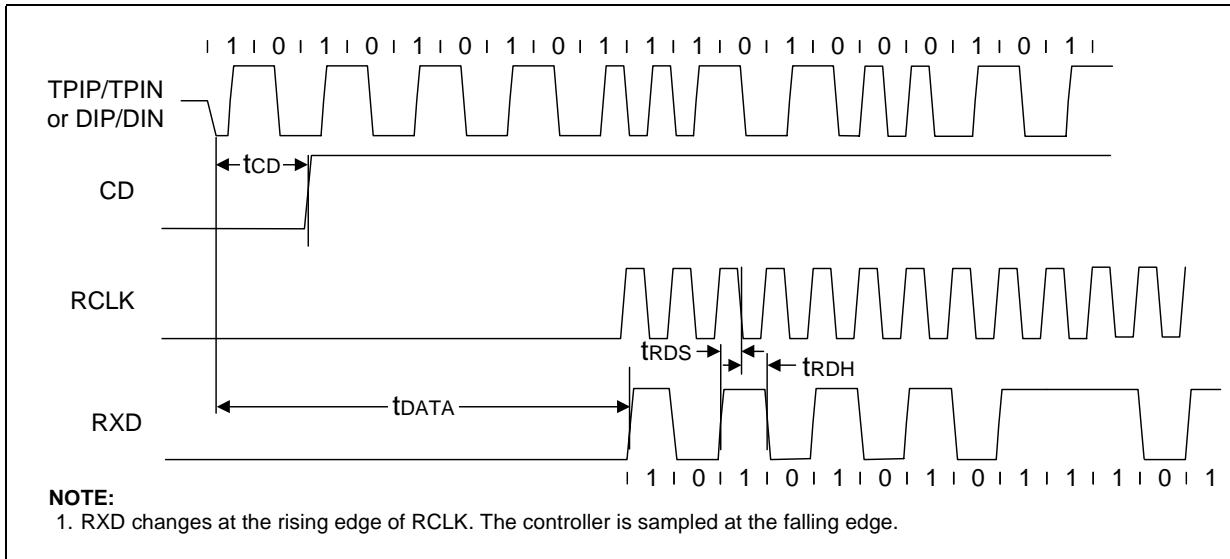 1 0 1 0 1 0 1 0 1 1 1 0 1 0 0 0 1 0 1
TPIP/TPIN
or DIP/DIN
tCD
CD
RCLK
tRDS
tRDH
tDATA
RXD
1 0 1 0 1 0 1 0 1 1 1 0 1
NOTE:
1. RXD changes at the rising edge of RCLK. The controller is sampled at the falling edge.